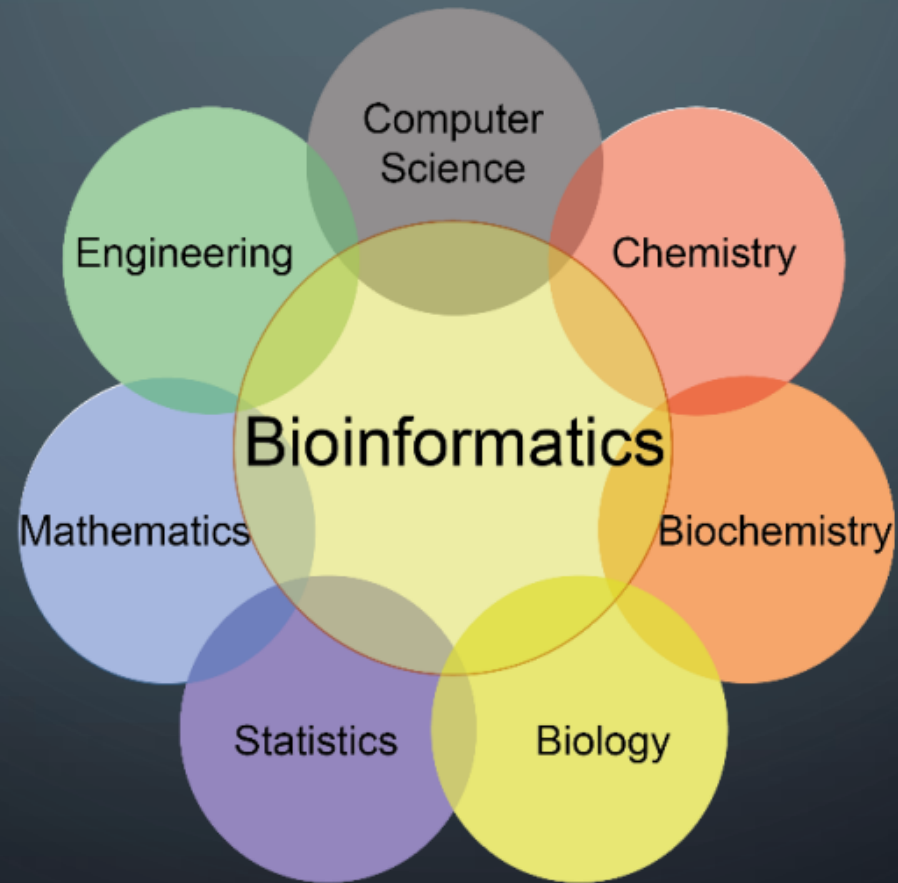 Computer
Science
Engineering
Chemistry
Bioinformatics
Mathematics
Biochemistry
Statistics
Biology